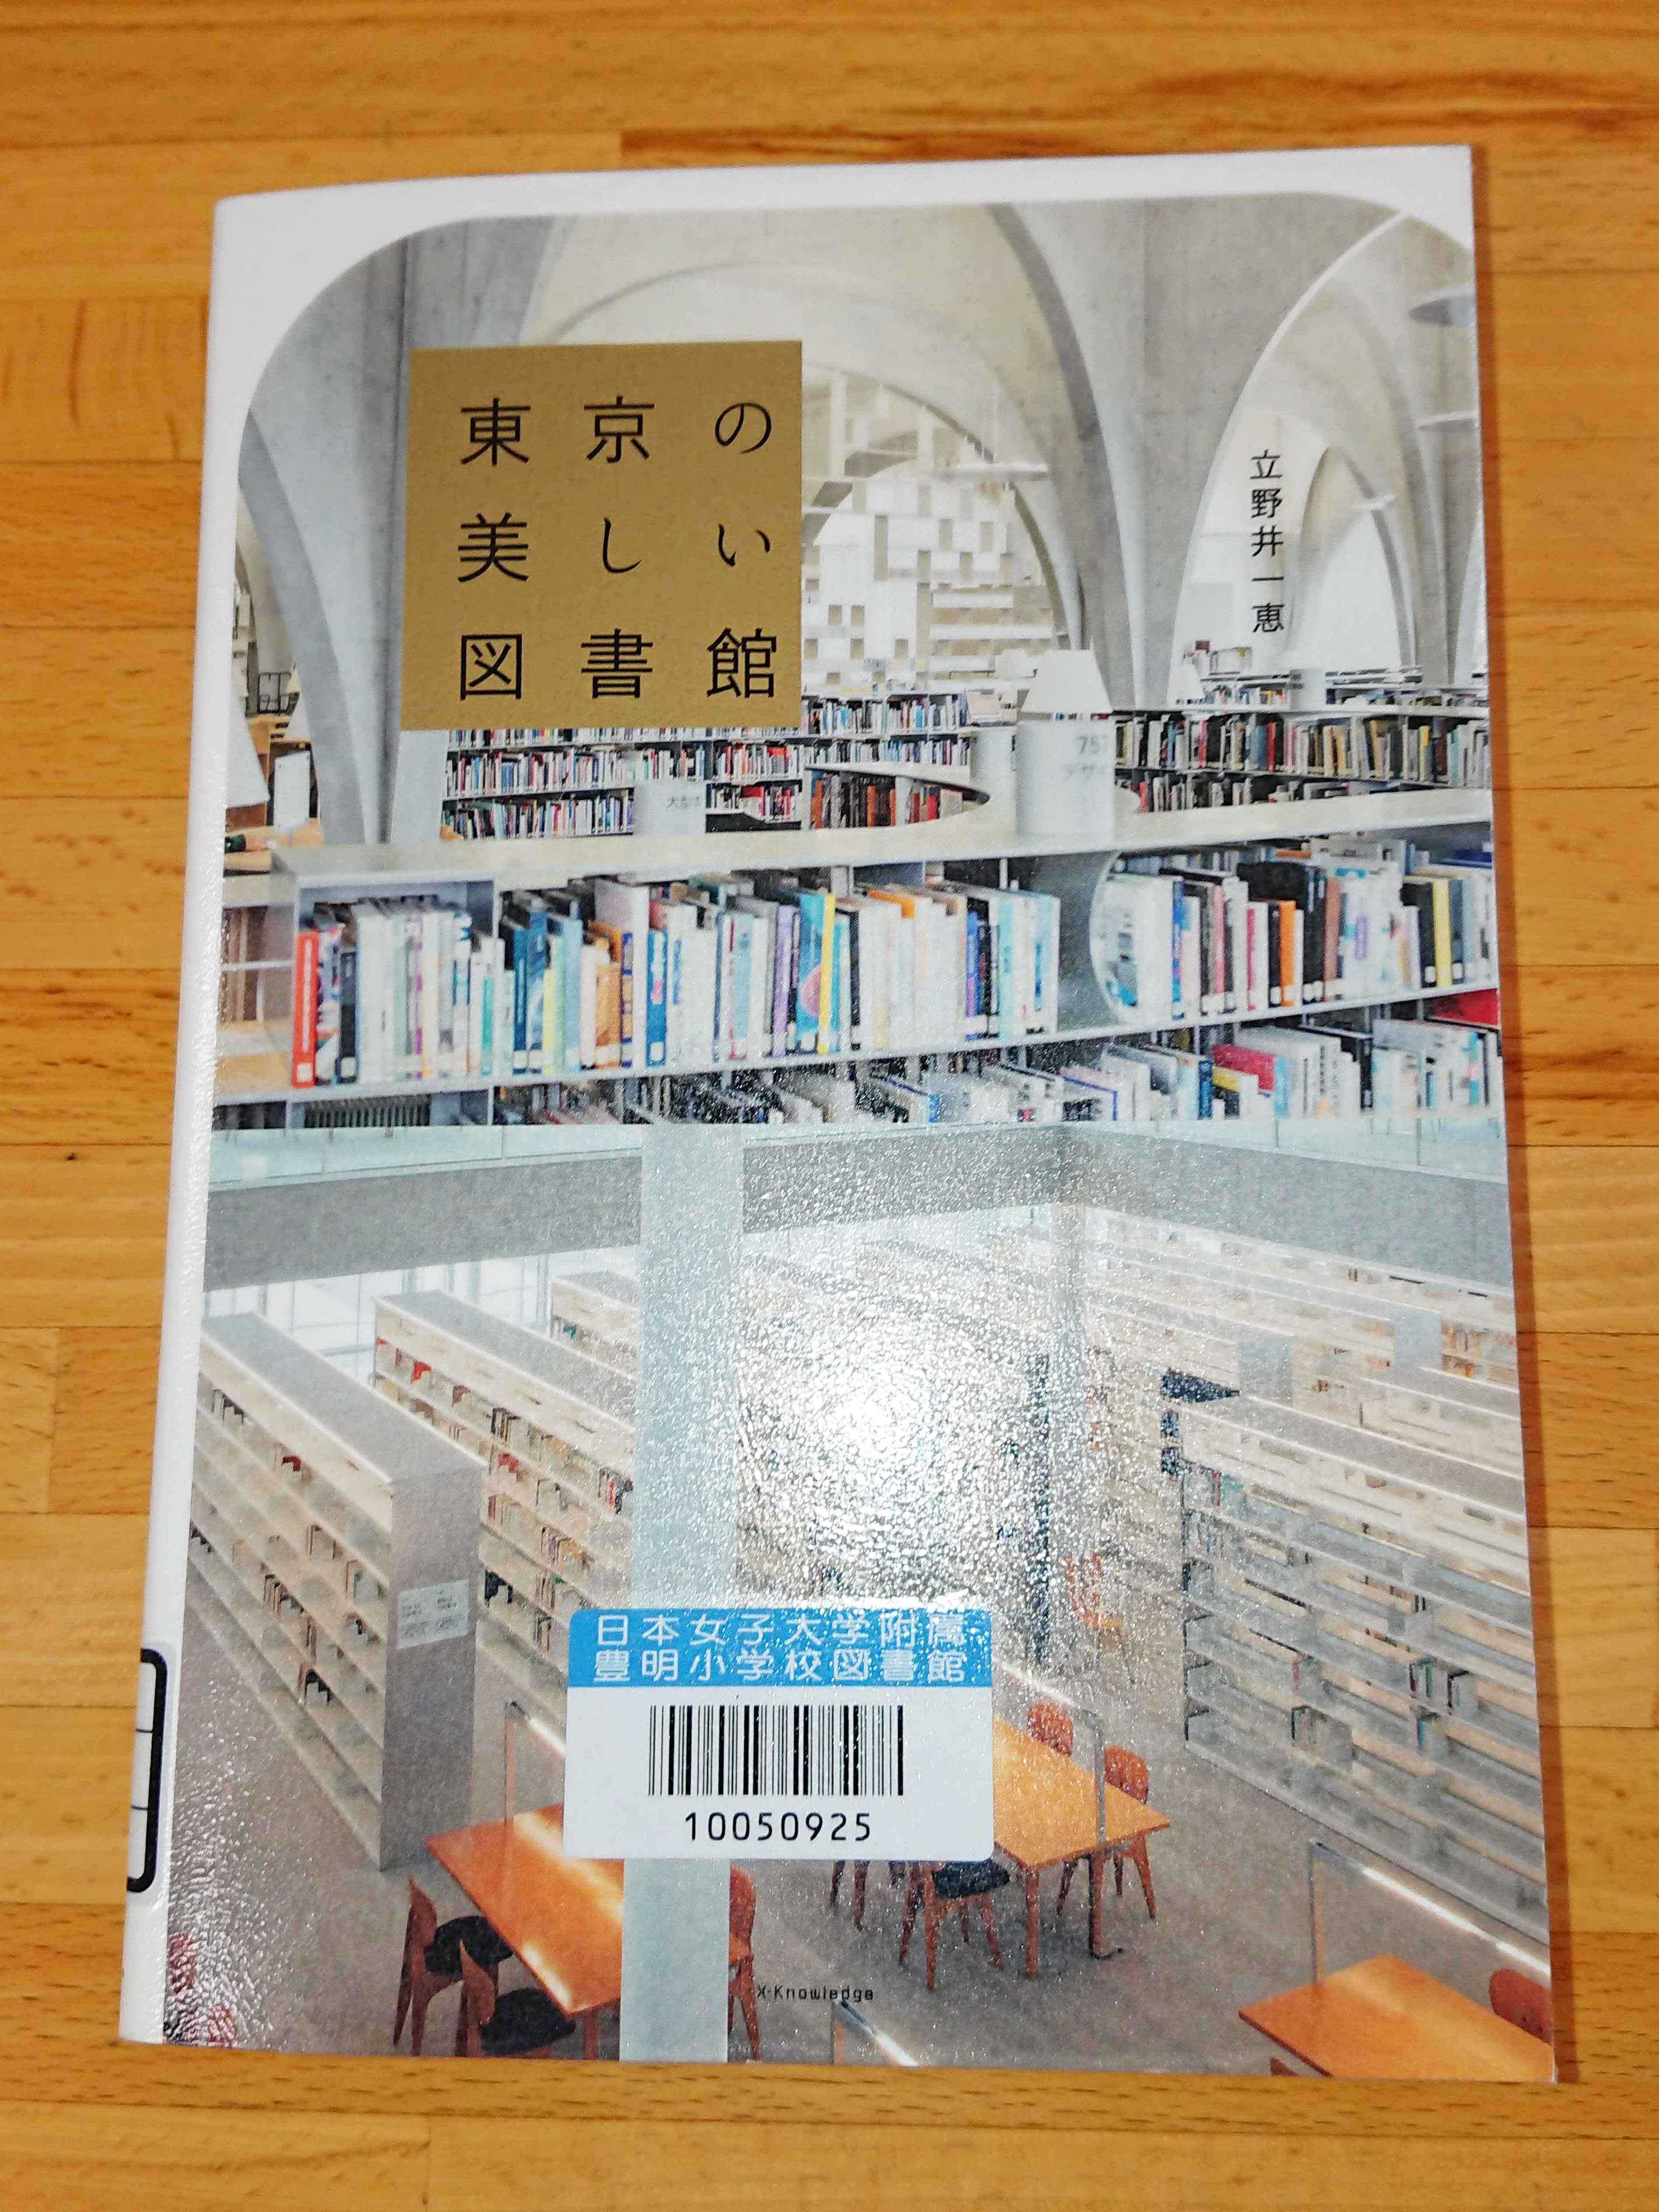 東京の
美しい
図書館
立野井一恵
757
日本女子大学附属
豊明小学校図書館
10050925
X-Knowledge